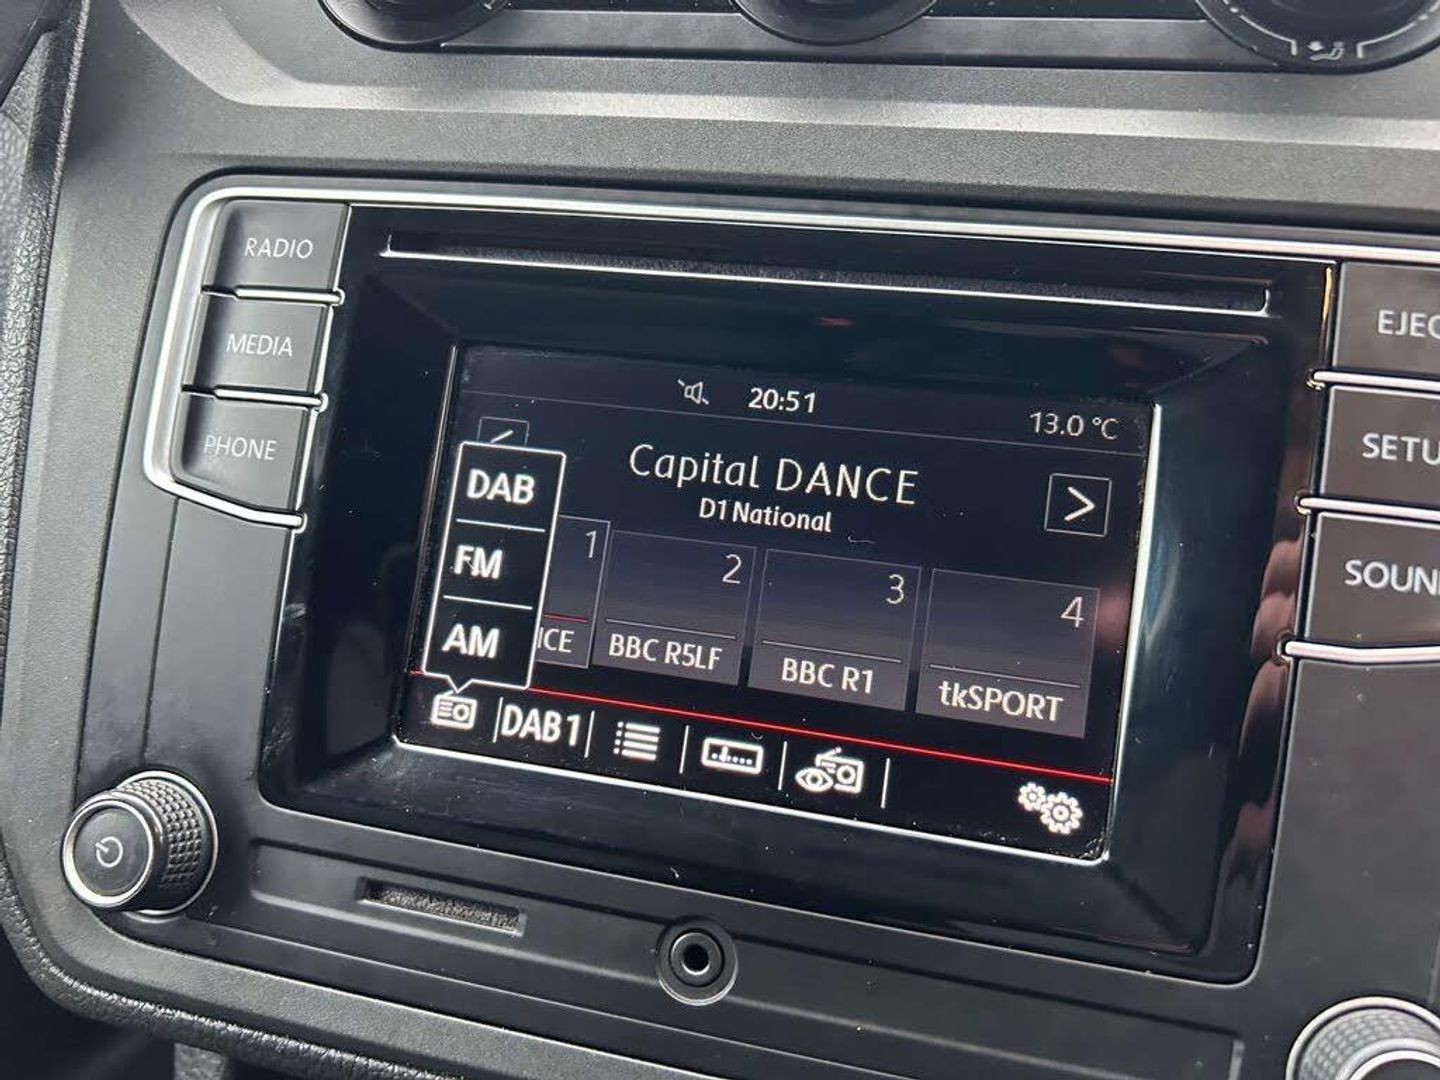 RADIO
MEDIA
PHONE
EJEC
SETU
SOUN
20:51
13.0 °C
Capital DANCE
D1 National
DAB
FM
AM
1
2
3
4
NCE
BBC R5LF
BBC R1
tkSPORT
DAB1